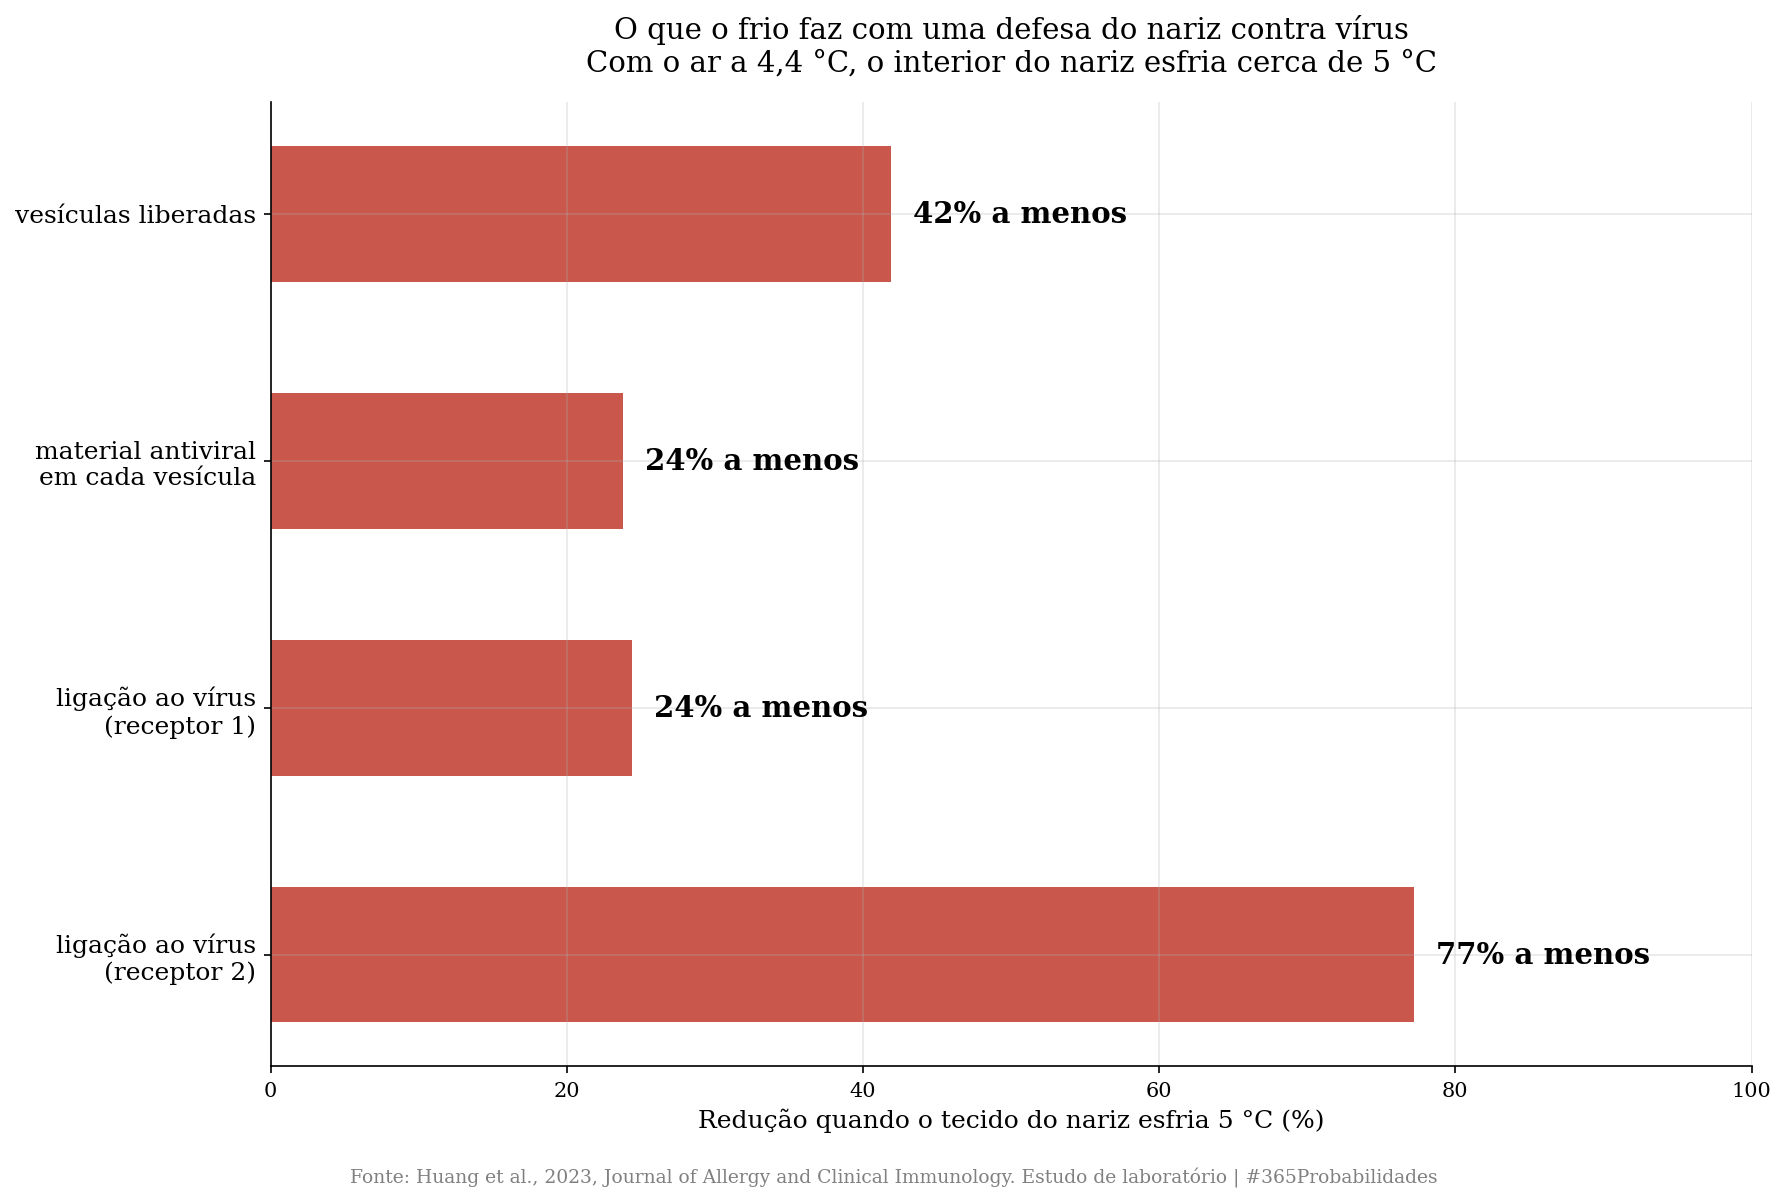 O que o frio faz com uma defesa do nariz contra vírus
Com o ar a 4,4 °C, o interior do nariz esfria cerca de 5 °C
vesículas liberadas
42% a menos
material antiviral
em cada vesícula
24% a menos
ligação ao vírus
(receptor 1)
24% a menos
ligação ao vírus
(receptor 2)
77% a menos
0 20 40 60 80 100
Redução quando o tecido do nariz esfria 5 °C (%)
Fonte: Huang et al., 2023, Journal of Allergy and Clinical Immunology. Estudo de laboratório | #365Probabilidades